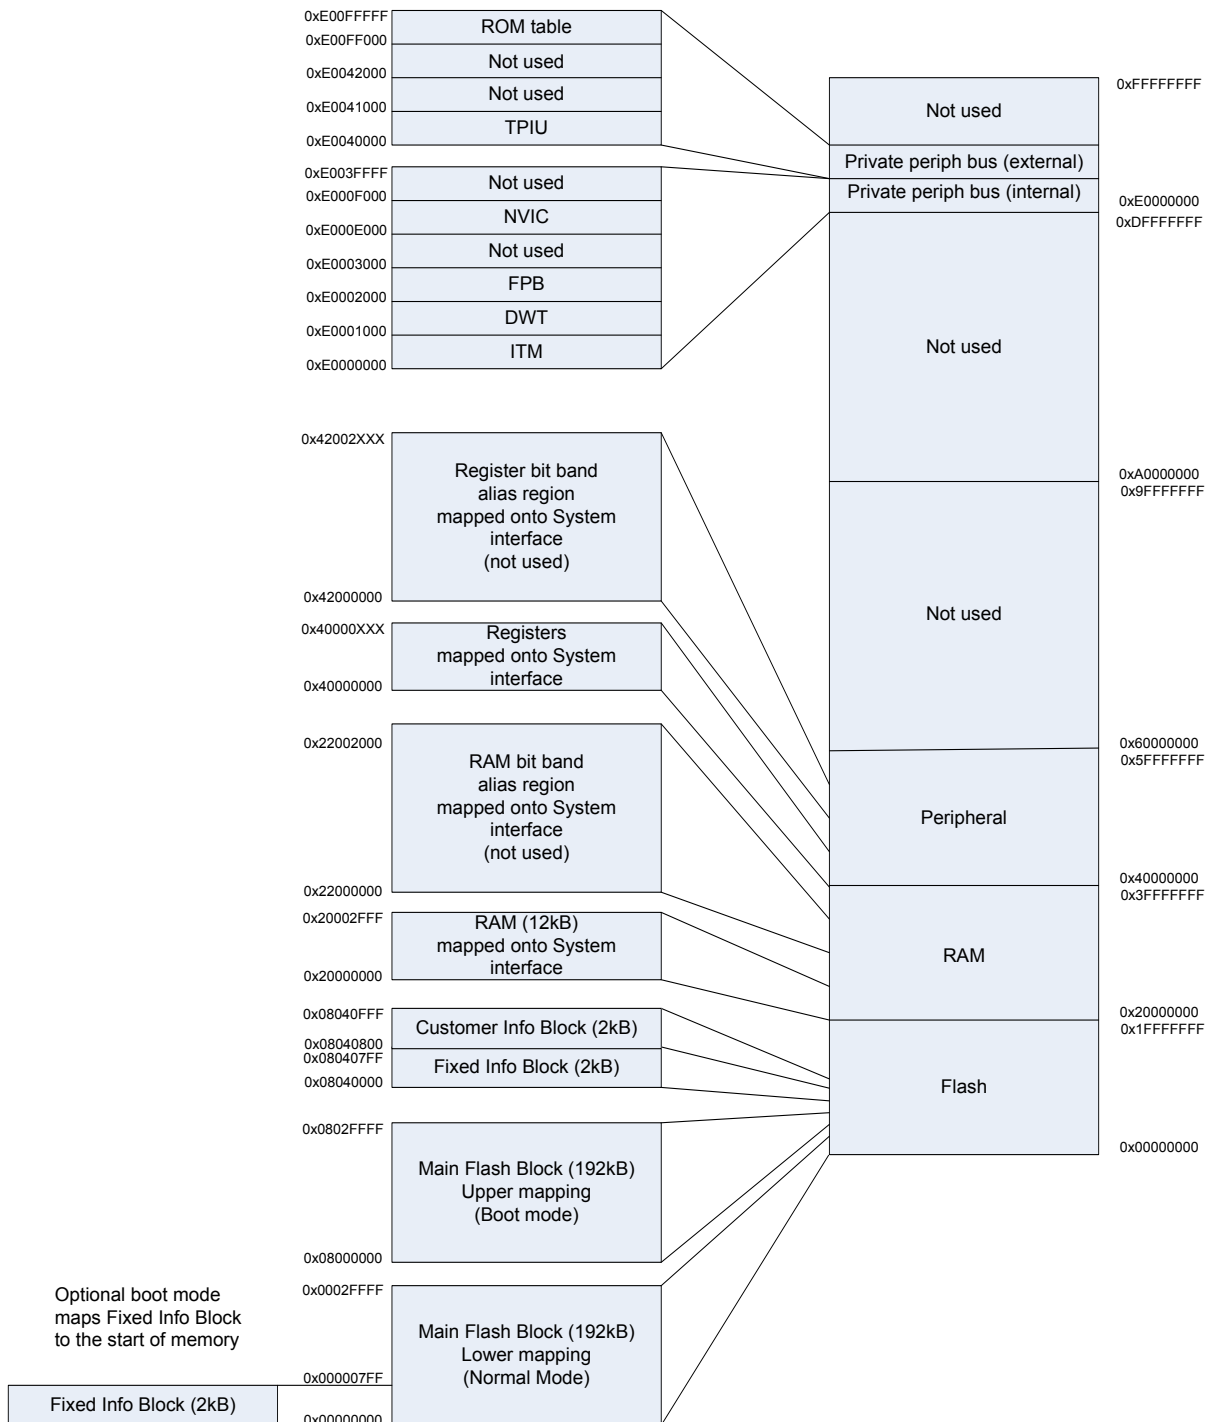 0xE00FFFFF
ROM table
0xE00FF000
Not used
0xE0042000
Not used
0xE0041000
TPIU
0xE0040000
0xE003FFFF
Not used
0xE000F000
NVIC
0xE000E000
Not used
0xE0003000
FPB
0xE0002000
DWT
0xE0001000
ITM
0xE0000000
0x42002XXX
Register bit band
alias region
mapped onto System
interface
(not used)
0x42000000
0x40000XXX
Registers
mapped onto System
interface
0x40000000
0x22002000
RAM bit band
alias region
mapped onto System
interface
(not used)
0x22000000
0x20002FFF
RAM (12kB)
mapped onto System
interface
0x20000000
0x08040FFF
Customer Info Block (2kB)
0x08040800
0x080407FF
Fixed Info Block (2kB)
0x08040000
0x0802FFFF
Main Flash Block (192kB)
Upper mapping
(Boot mode)
0x08000000
0x0002FFFF
Main Flash Block (192kB)
Lower mapping
(Normal Mode)
0x000007FF
0x00000000
Optional boot mode
maps Fixed Info Block
to the start of memory
Fixed Info Block (2kB)
0xFFFFFFFF
Not used
Private periph bus (external)
Private periph bus (internal)
0xE0000000
0xDFFFFFFF
Not used
0xA0000000
0x9FFFFFFF
Not used
0x60000000
0x5FFFFFFF
Peripheral
0x40000000
0x3FFFFFFF
RAM
0x20000000
0x1FFFFFFF
Flash
0x00000000